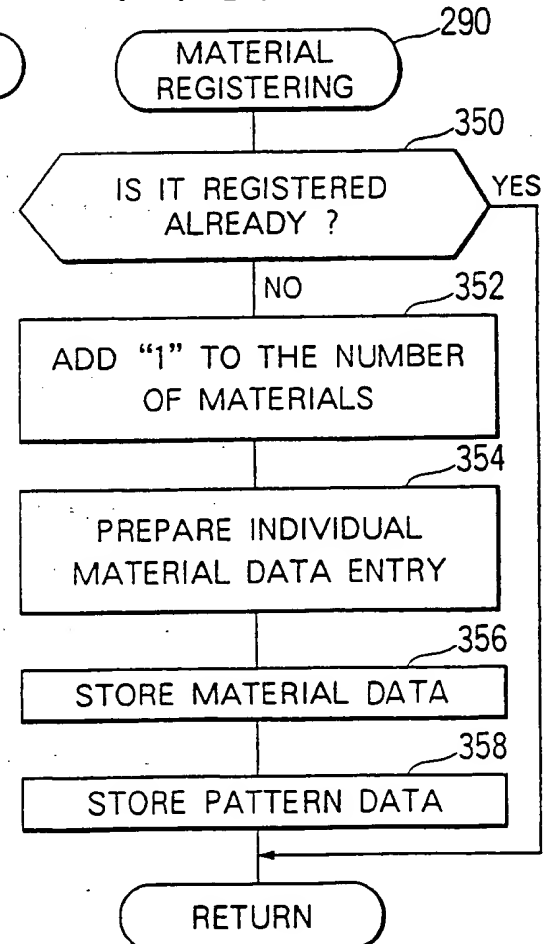 290
MATERIAL
REGISTERING
350
IS IT REGISTERED
ALREADY ?
YES
NO
352
ADD “1” TO THE NUMBER
OF MATERIALS
354
PREPARE INDIVIDUAL
MATERIAL DATA ENTRY
356
STORE MATERIAL DATA
358
STORE PATTERN DATA
RETURN